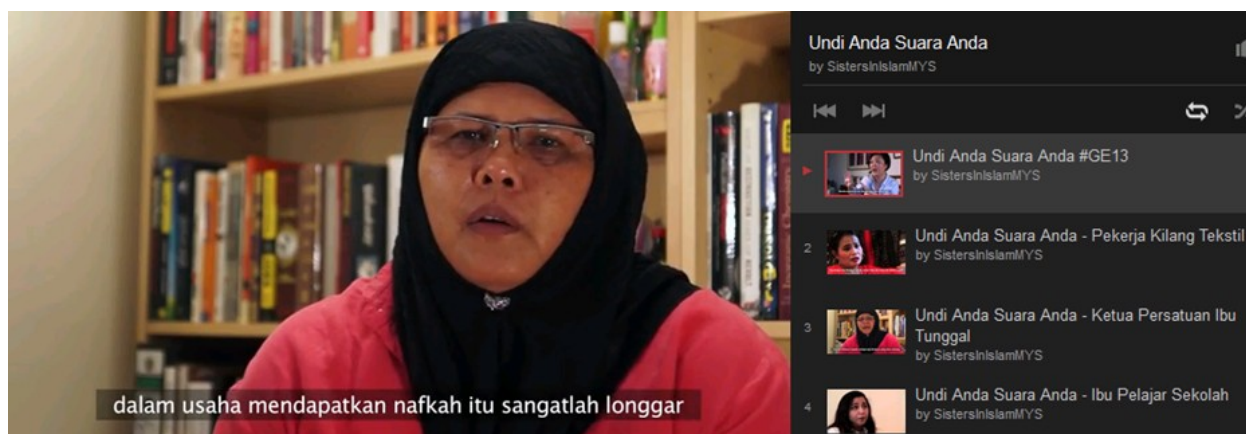 dalam usaha mendapatkan nafkah itu sangatlah longgar
Undi Anda Suara Anda
by SistersInIslamMYS
Undi Anda Suara Anda #GE13
by SistersInIslamMYS
2
Undi Anda Suara Anda - Pekerja Kilang Tekstil
by SistersInIslamMYS
3
Undi Anda Suara Anda - Ketua Persatuan Ibu
Tunggal
by SistersInIslamMYS
4
Undi Anda Suara Anda - Ibu Pelajar Sekolah
by SistersInIslamMYS